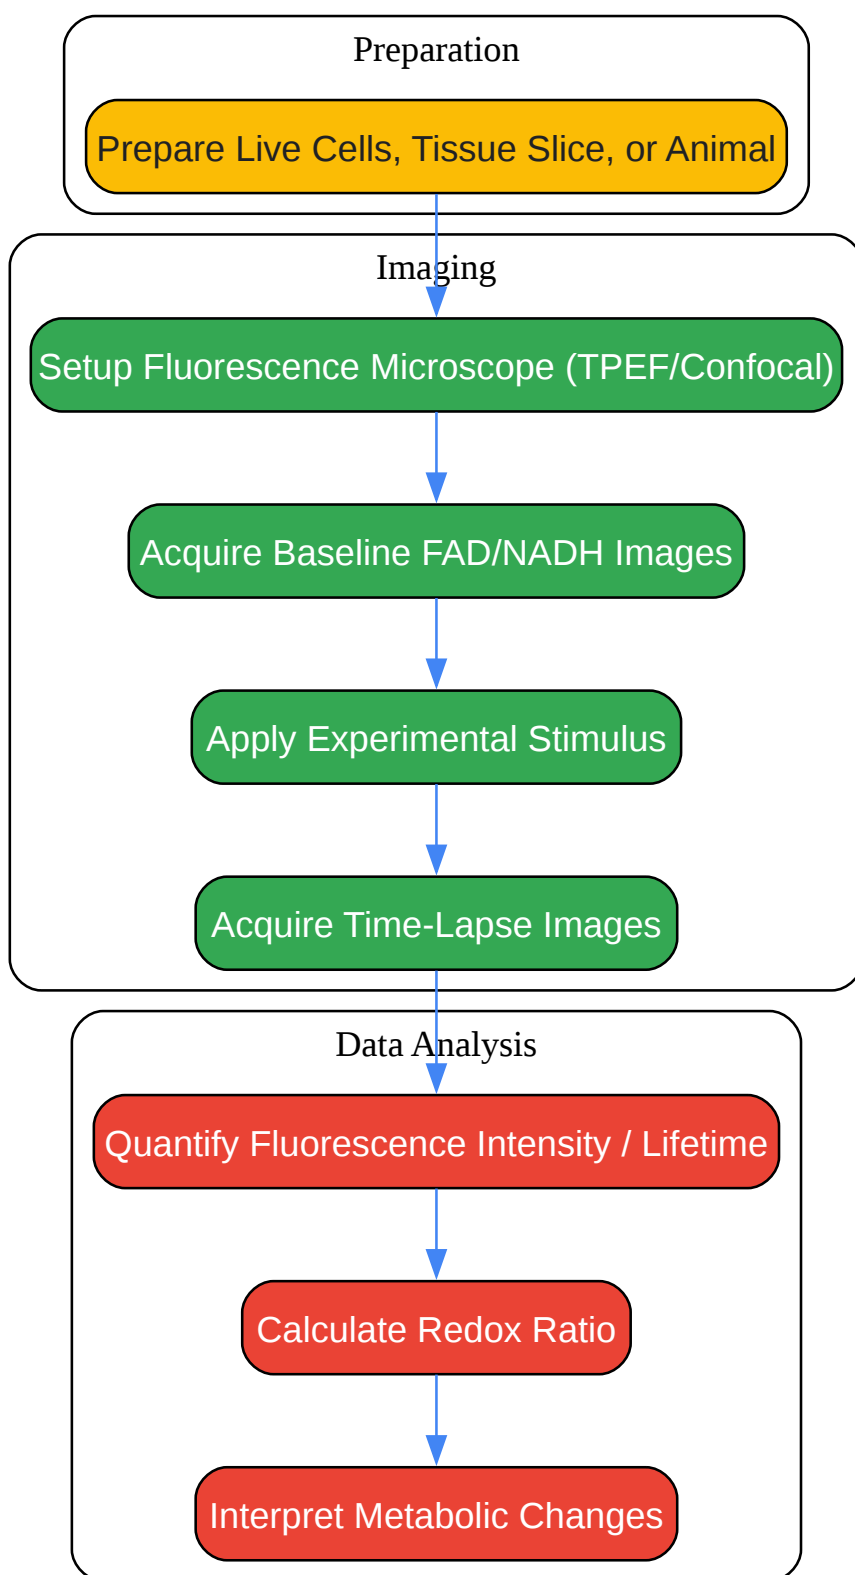 Preparation
Prepare Live Cells, Tissue Slice, or Animal
Imaging
Setup Fluorescence Microscope (TPEF/Confocal)
Acquire Baseline FAD/NADH Images
Apply Experimental Stimulus
Acquire Time-Lapse Images
Data Analysis
Quantify Fluorescence Intensity / Lifetime
Calculate Redox Ratio
Interpret Metabolic Changes